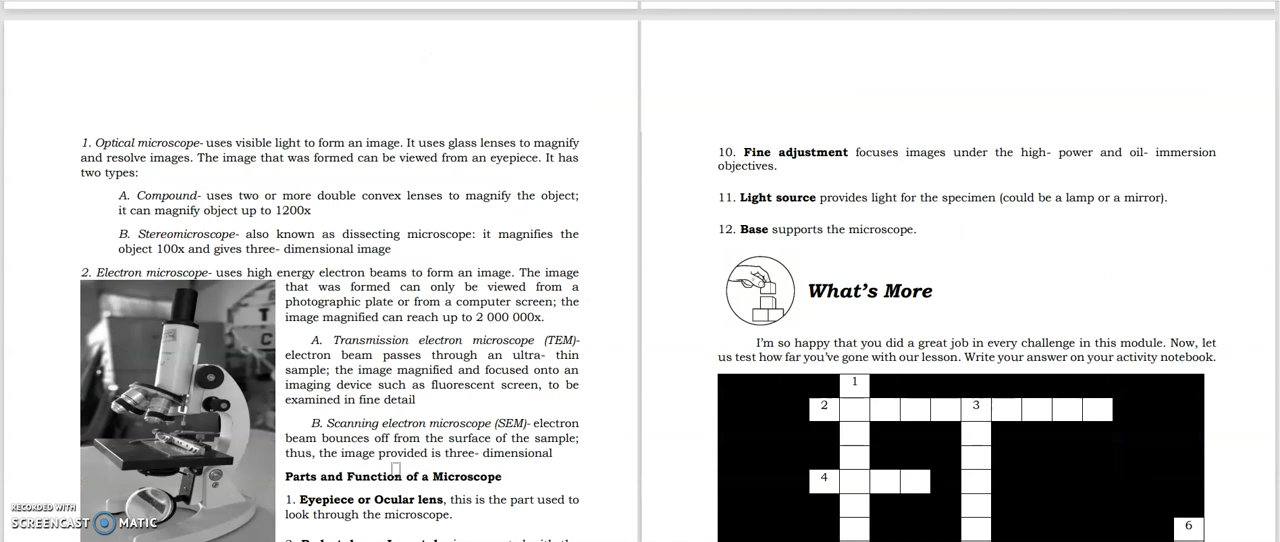 1. Optical microscope- uses visible light to form an image. It uses glass lenses to magnify
and resolve images. The image that was formed can be viewed from an eyepiece. It has
two types:
A. Compound- uses two or more double convex lenses to magnify the object;
it can magnify object up to 1200x
B. Stereomicroscope- also known as dissecting microscope: it magnifies the
object 100x and gives three- dimensional image
2. Electron microscope- uses high energy electron beams to form an image. The image
that was formed can only be viewed from a
photographic plate or from a computer screen; the
image magnified can reach up to 2 000 000x.
A. Transmission electron microscope (TEM)-
electron beam passes through an ultra- thin
sample; the image magnified and focused onto an
imaging device such as fluorescent screen, to be
examined in fine detail
B. Scanning electron microscope (SEM)- electron
beam bounces off from the surface of the sample;
thus, the image provided is three- dimensional
Parts and Function of a Microscope
1. Eyepiece or Ocular lens, this is the part used to
look through the microscope.
RECORDED WITH
SCREENCAST MATIC
10. Fine adjustment focuses images under the high- power and oil- immersion
objectives.
11. Light source provides light for the specimen (could be a lamp or a mirror).
12. Base supports the microscope.
What's More
I'm so happy that you did a great job in every challenge in this module. Now, let
us test how far you've gone with our lesson. Write your answer on your activity notebook.
1
2 3
4
6